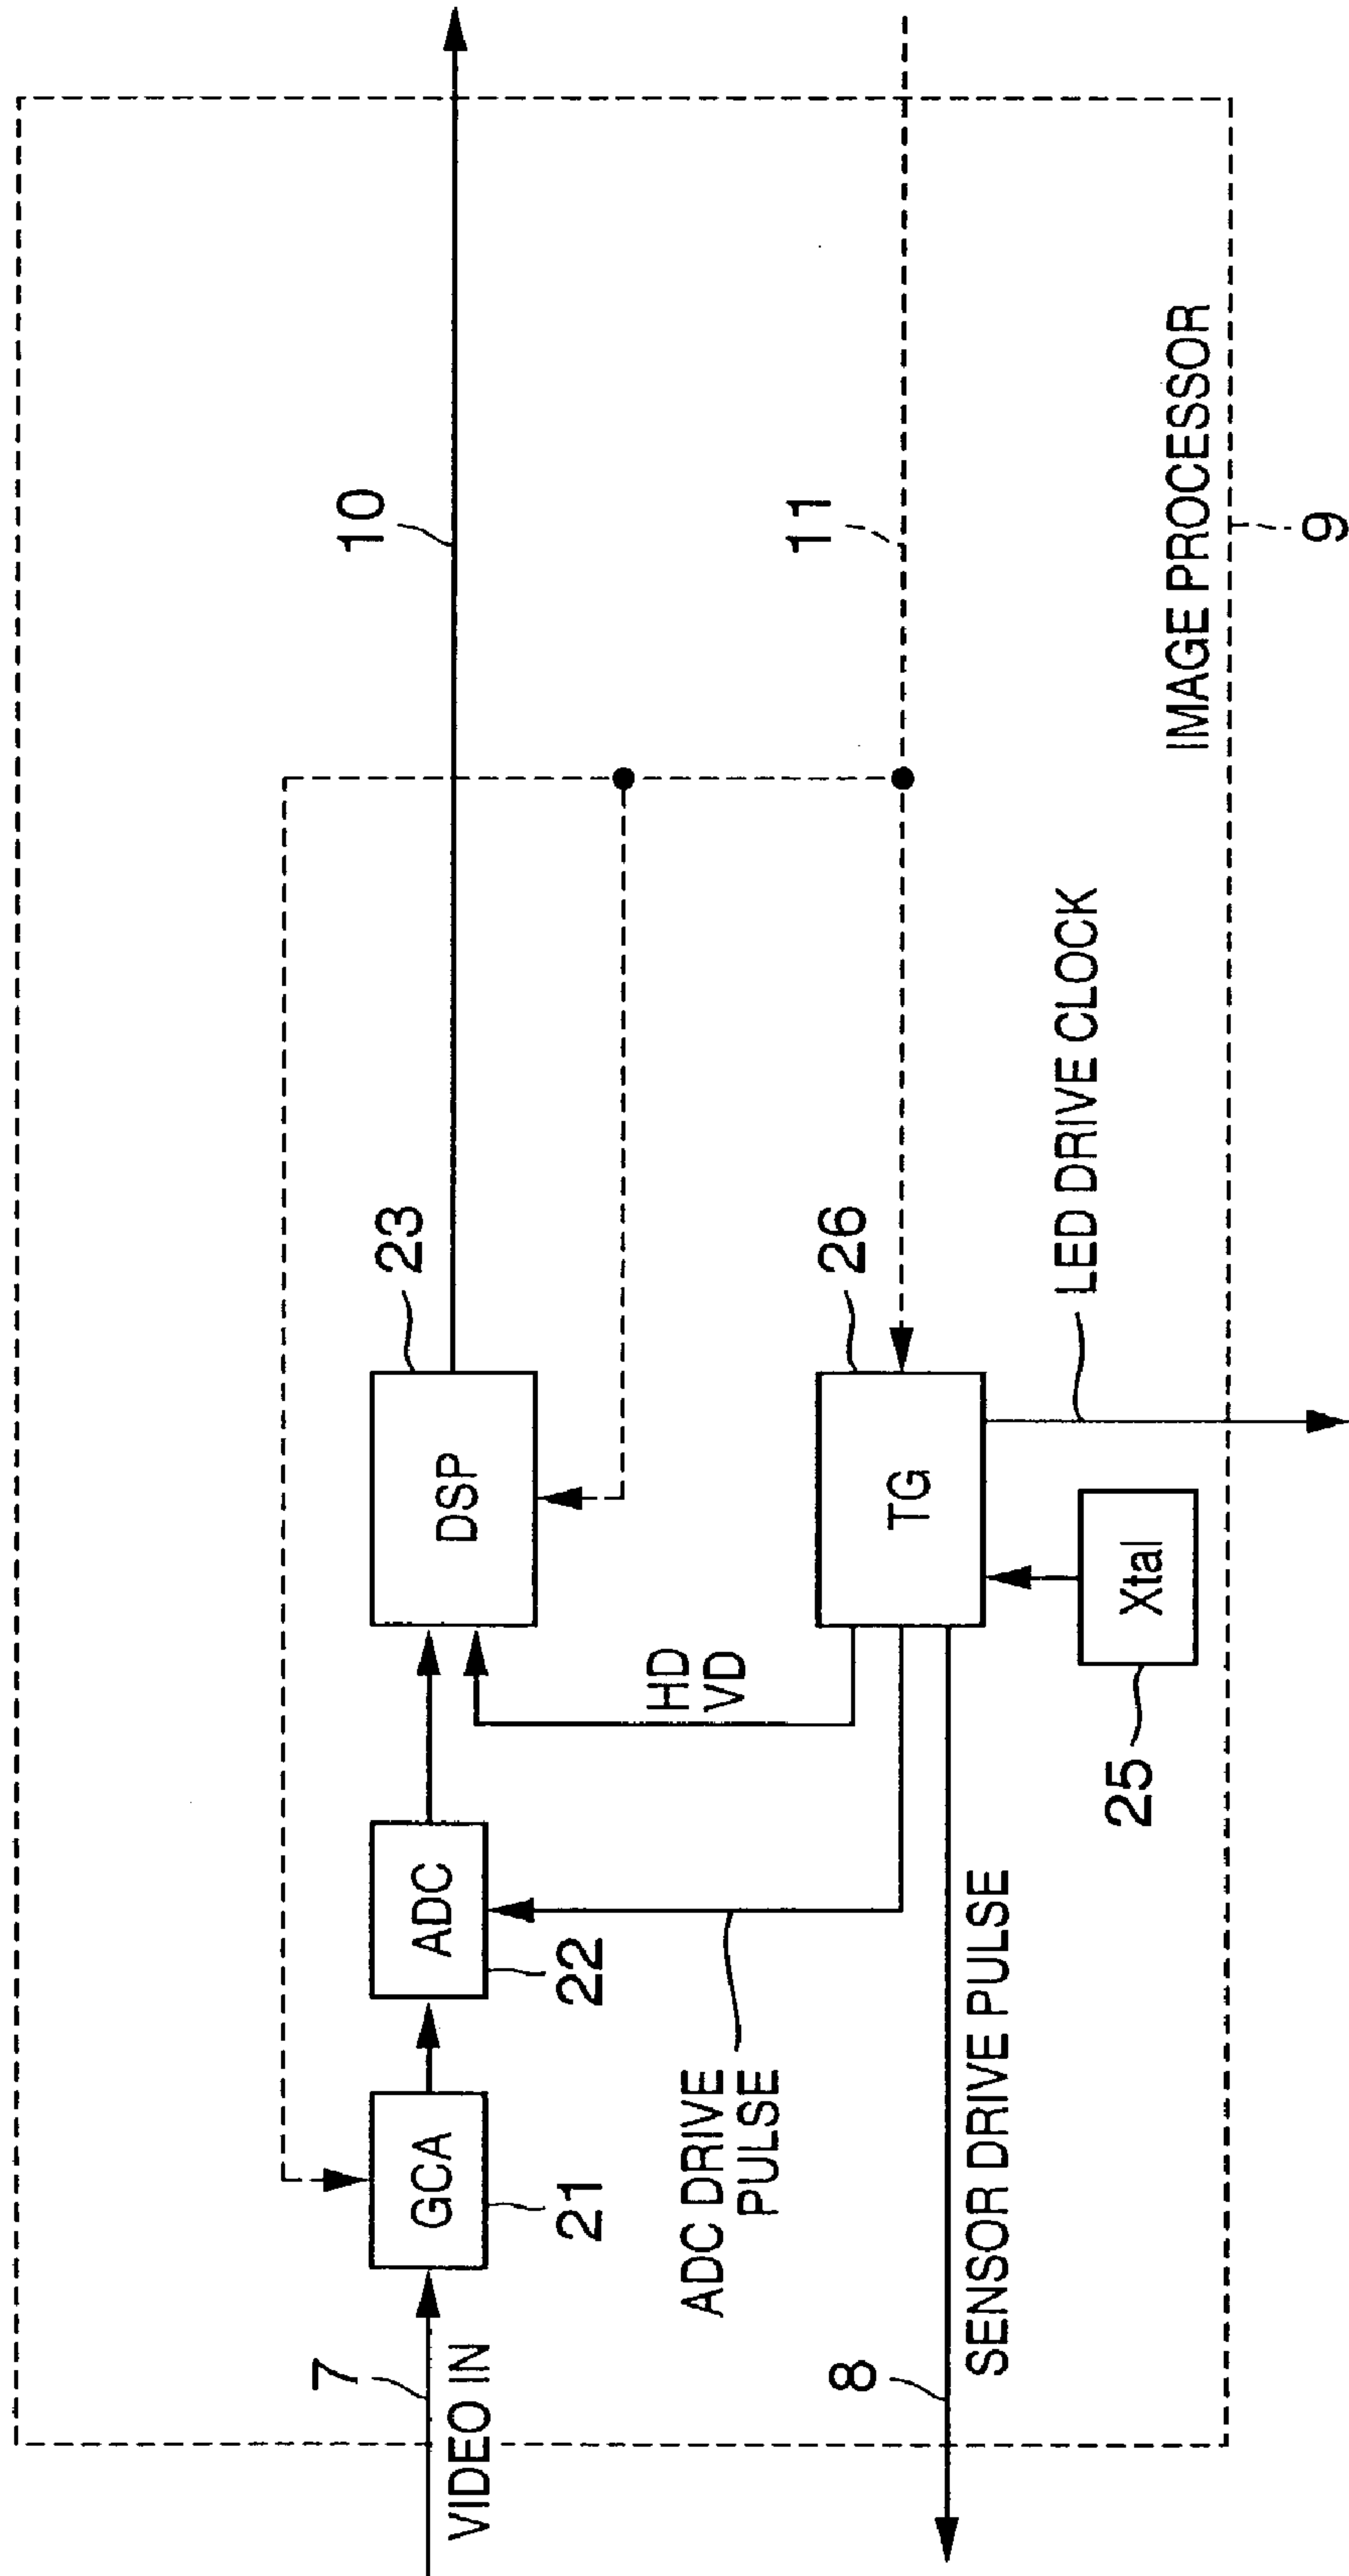 10
23
7
VIDEO IN
GCA
21
ADC
22
DSP
HD
VD
11
26
ADC DRIVE
PULSE
TG
8
SENSOR DRIVE PULSE
LED DRIVE CLOCK
Xtal
25
IMAGE PROCESSOR
9